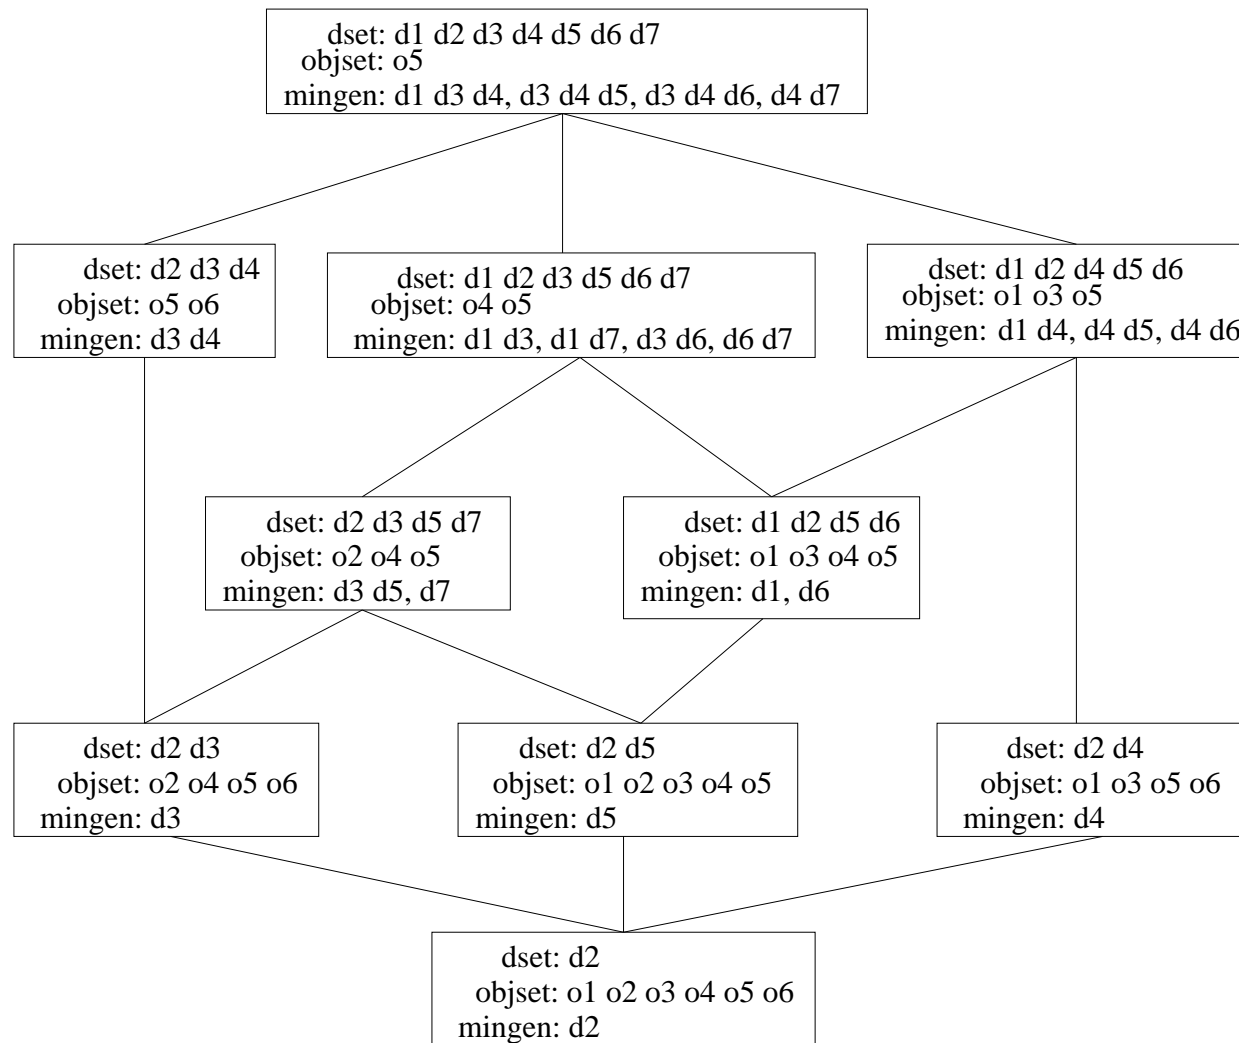 dset: d1 d2 d3 d4 d5 d6 d7
objset: o5
mingen: d1 d3 d4, d3 d4 d5, d3 d4 d6, d4 d7
dset: d2 d3 d4
objset: o5 o6
mingen: d3 d4
dset: d1 d2 d3 d5 d6 d7
objset: o4 o5
mingen: d1 d3, d1 d7, d3 d6, d6 d7
dset: d1 d2 d4 d5 d6
objset: o1 o3 o5
mingen: d1 d4, d4 d5, d4 d6
dset: d2 d3 d5 d7
objset: o2 o4 o5
mingen: d3 d5, d7
dset: d1 d2 d5 d6
objset: o1 o3 o4 o5
mingen: d1, d6
dset: d2 d3
objset: o2 o4 o5 o6
mingen: d3
dset: d2 d5
objset: o1 o2 o3 o4 o5
mingen: d5
dset: d2 d4
objset: o1 o3 o5 o6
mingen: d4
dset: d2
objset: o1 o2 o3 o4 o5 o6
mingen: d2